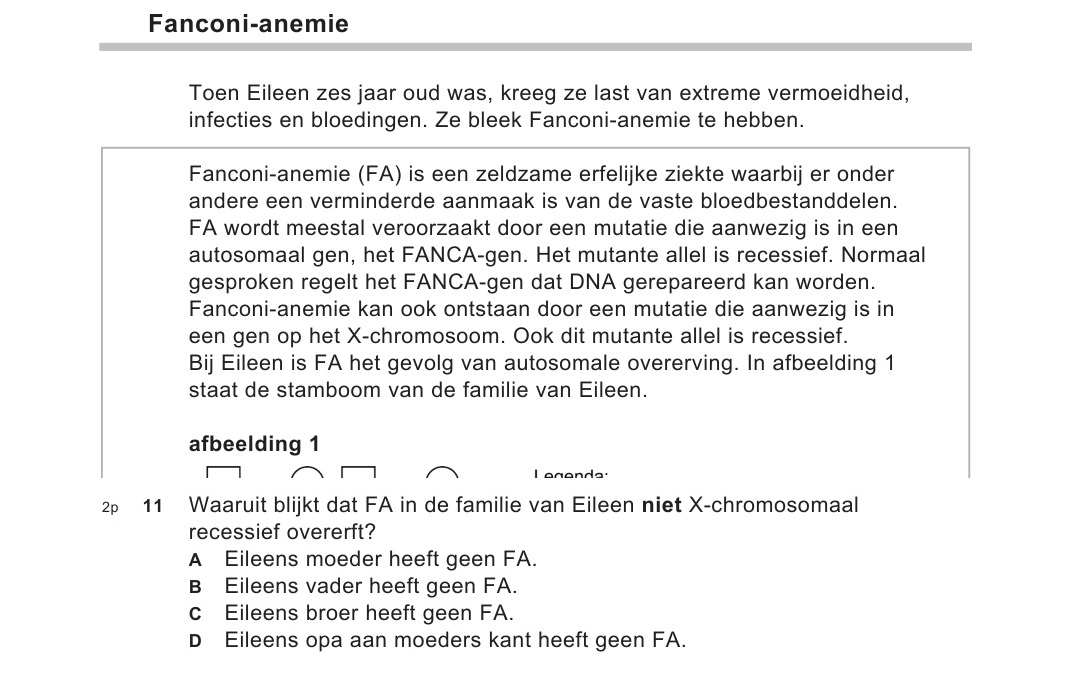 Fanconi-anemie
Toen Eileen zes jaar oud was, kreeg ze last van extreme vermoeidheid,
infecties en bloedingen. Ze bleek Fanconi-anemie te hebben.
Fanconi-anemie (FA) is een zeldzame erfelijke ziekte waarbij er onder
andere een verminderde aanmaak is van de vaste bloedbestanddelen.
FA wordt meestal veroorzaakt door een mutatie die aanwezig is in een
autosomaal gen, het FANCA-gen. Het mutante allel is recessief. Normaal
gesproken regelt het FANCA-gen dat DNA gerepareerd kan worden.
Fanconi-anemie kan ook ontstaan door een mutatie die aanwezig is in
een gen op het X-chromosoom. Ook dit mutante allel is recessief.
Bij Eileen is FA het gevolg van autosomale overerving. In afbeelding 1
staat de stamboom van de familie van Eileen.
afbeelding 1
Legenda:
2p 11 Waaruit blijkt dat FA in de familie van Eileen niet X-chromosomaal
recessief overerft?
A Eileens moeder heeft geen FA.
B Eileens vader heeft geen FA.
C Eileens broer heeft geen FA.
D Eileens opa aan moeders kant heeft geen FA.